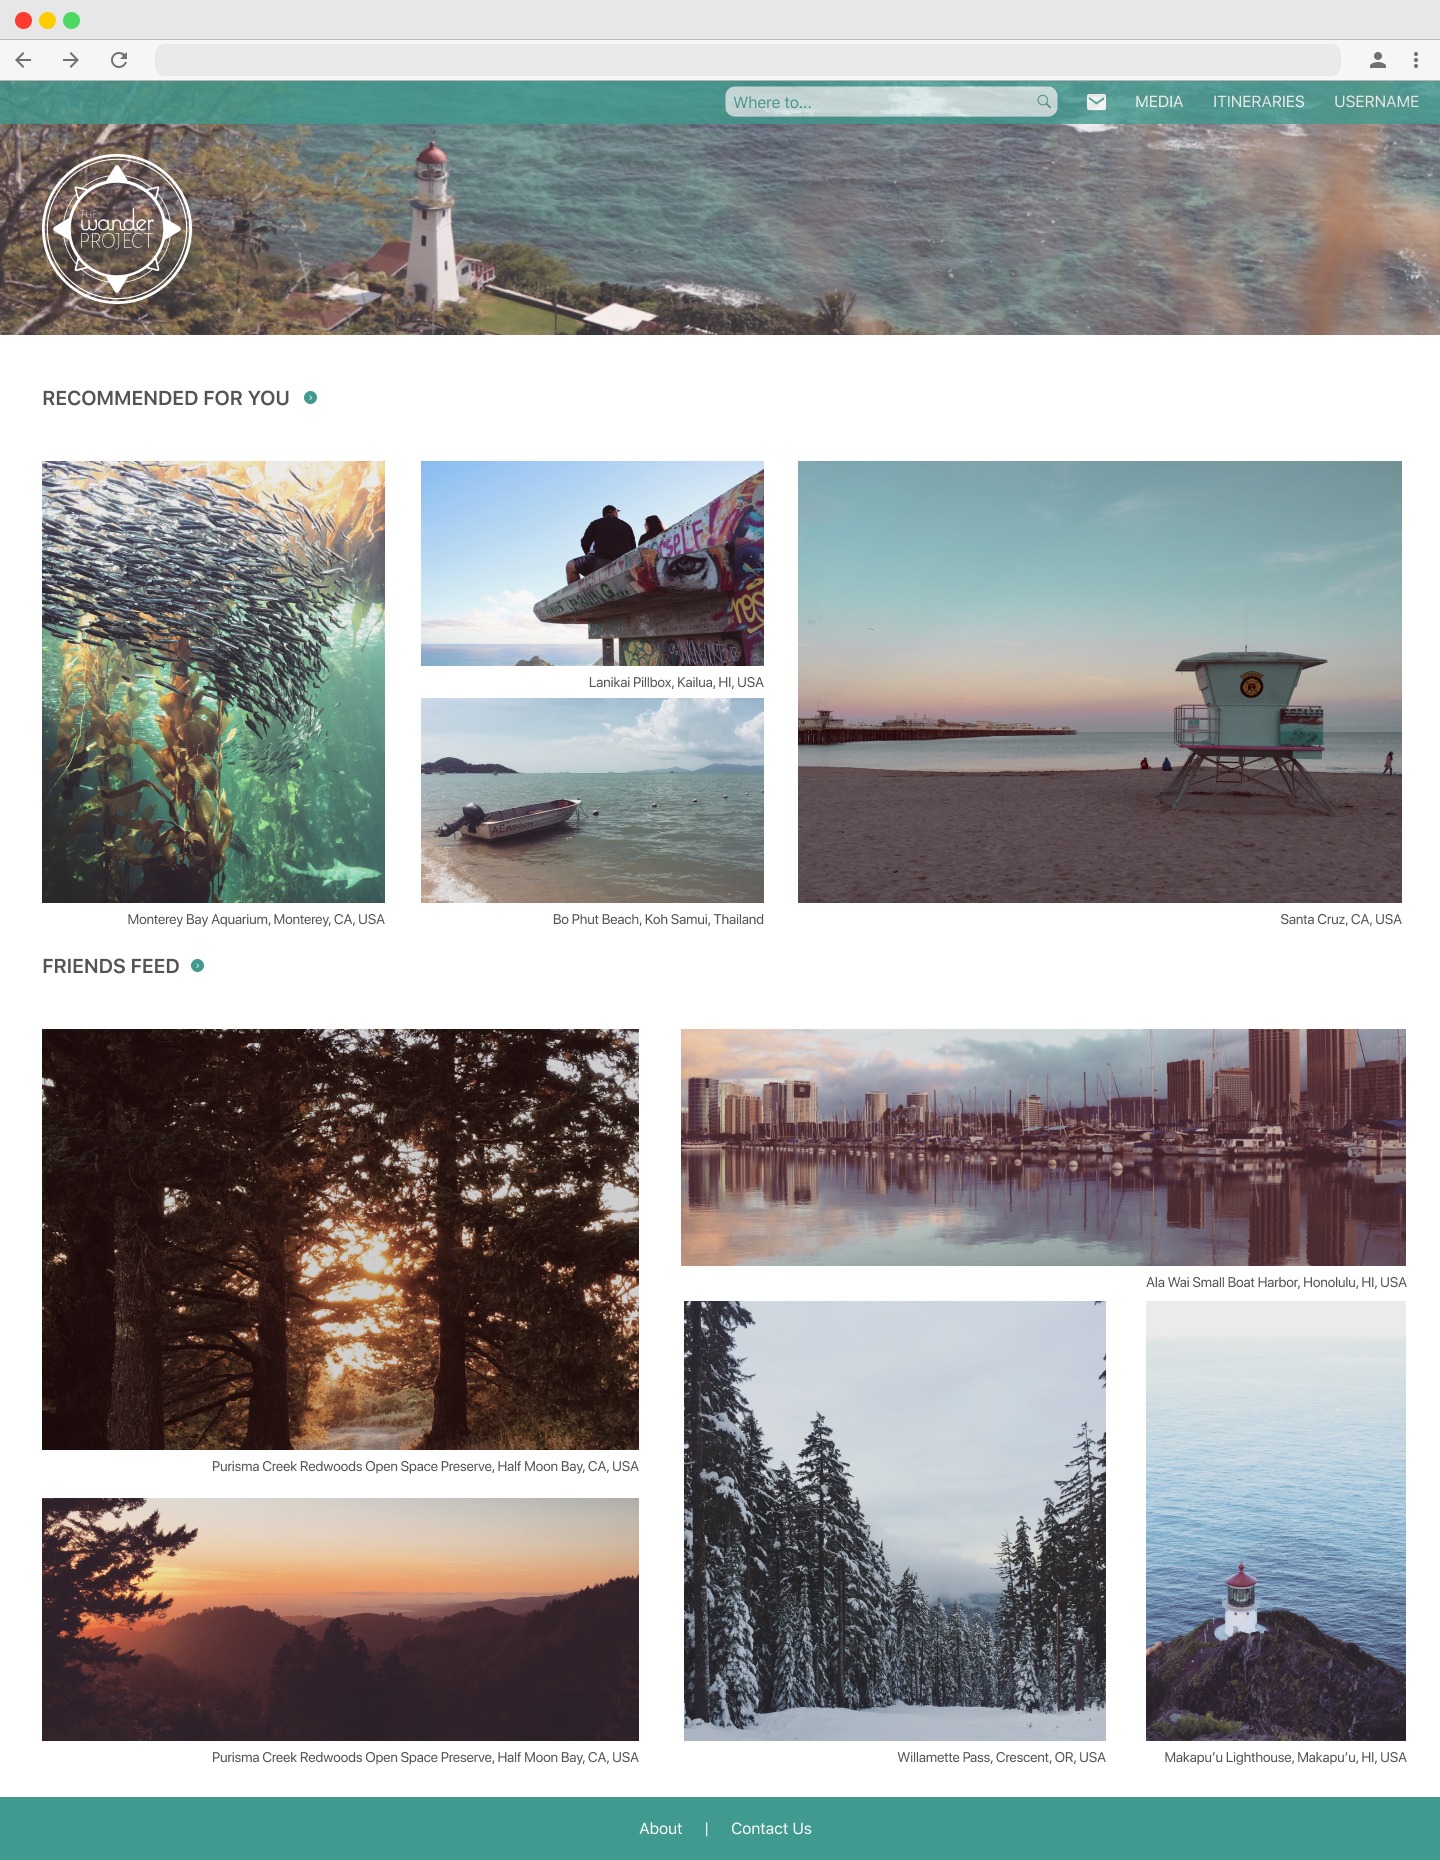 Where to...
MEDIA
ITINERARIES
USERNAME
THE
wander
PROJECT
RECOMMENDED FOR YOU
SELF!
Lanikai Pillbox, Kailua, HI, USA
Monterey Bay Aquarium, Monterey, CA, USA
Bo Phut Beach, Koh Samui, Thailand
Santa Cruz, CA, USA
FRIENDS FEED
Ala Wai Small Boat Harbor, Honolulu, HI, USA
Purisma Creek Redwoods Open Space Preserve, Half Moon Bay, CA, USA
Purisma Creek Redwoods Open Space Preserve, Half Moon Bay, CA, USA
Willamette Pass, Crescent, OR, USA
Makapu’u Lighthouse, Makapu’u, HI, USA
About | Contact Us